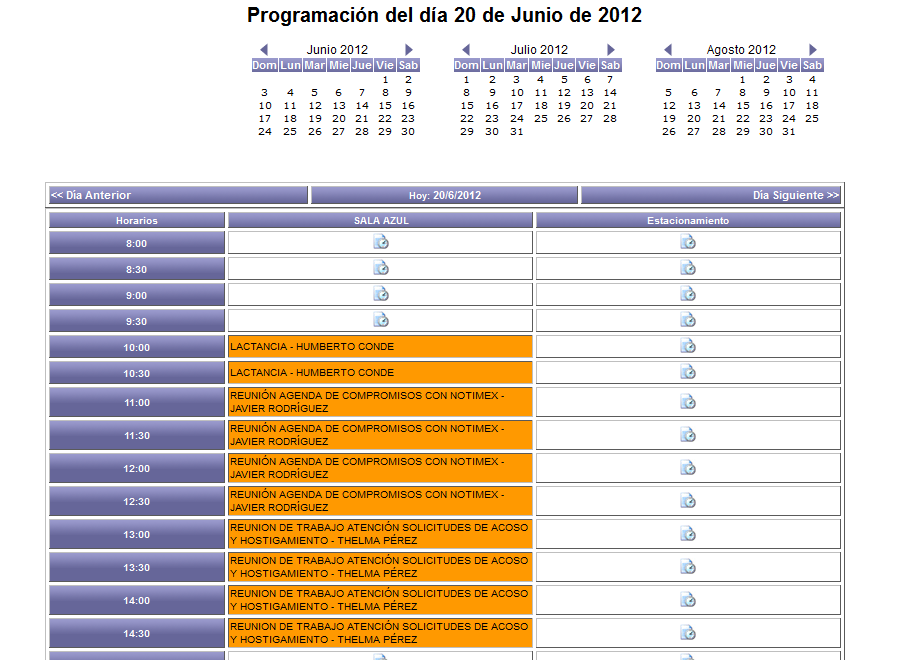 Programación del día 20 de Junio de 2012
Junio 2012
Dom Lun Mar Mie Jue Vie Sab
1 2
3 4 5 6 7 8 9
10 11 12 13 14 15 16
17 18 19 20 21 22 23
24 25 26 27 28 29 30
Julio 2012
Dom Lun Mar Mie Jue Vie Sab
1 2 3 4 5 6 7
8 9 10 11 12 13 14
15 16 17 18 19 20 21
22 23 24 25 26 27 28
29 30 31
Agosto 2012
Dom Lun Mar Mie Jue Vie Sab
1 2 3 4
5 6 7 8 9 10 11
12 13 14 15 16 17 18
19 20 21 22 23 24 25
26 27 28 29 30 31
<< Día Anterior Hoy: 20/6/2012 Día Siguiente >>
Horarios SALA AZUL Estacionamiento
8:00
8:30
9:00
9:30
10:00 LACTANCIA - HUMBERTO CONDE
10:30 LACTANCIA - HUMBERTO CONDE
11:00 REUNIÓN AGENDA DE COMPROMISOS CON NOTIMEX -
JAVIER RODRÍGUEZ
11:30 REUNIÓN AGENDA DE COMPROMISOS CON NOTIMEX -
JAVIER RODRÍGUEZ
12:00 REUNIÓN AGENDA DE COMPROMISOS CON NOTIMEX -
JAVIER RODRÍGUEZ
12:30 REUNIÓN AGENDA DE COMPROMISOS CON NOTIMEX -
JAVIER RODRÍGUEZ
13:00 REUNION DE TRABAJO ATENCIÓN SOLICITUDES DE ACOSO
Y HOSTIGAMIENTO - THELMA PÉREZ
13:30 REUNION DE TRABAJO ATENCIÓN SOLICITUDES DE ACOSO
Y HOSTIGAMIENTO - THELMA PÉREZ
14:00 REUNION DE TRABAJO ATENCIÓN SOLICITUDES DE ACOSO
Y HOSTIGAMIENTO - THELMA PÉREZ
14:30 REUNION DE TRABAJO ATENCIÓN SOLICITUDES DE ACOSO
Y HOSTIGAMIENTO - THELMA PÉREZ